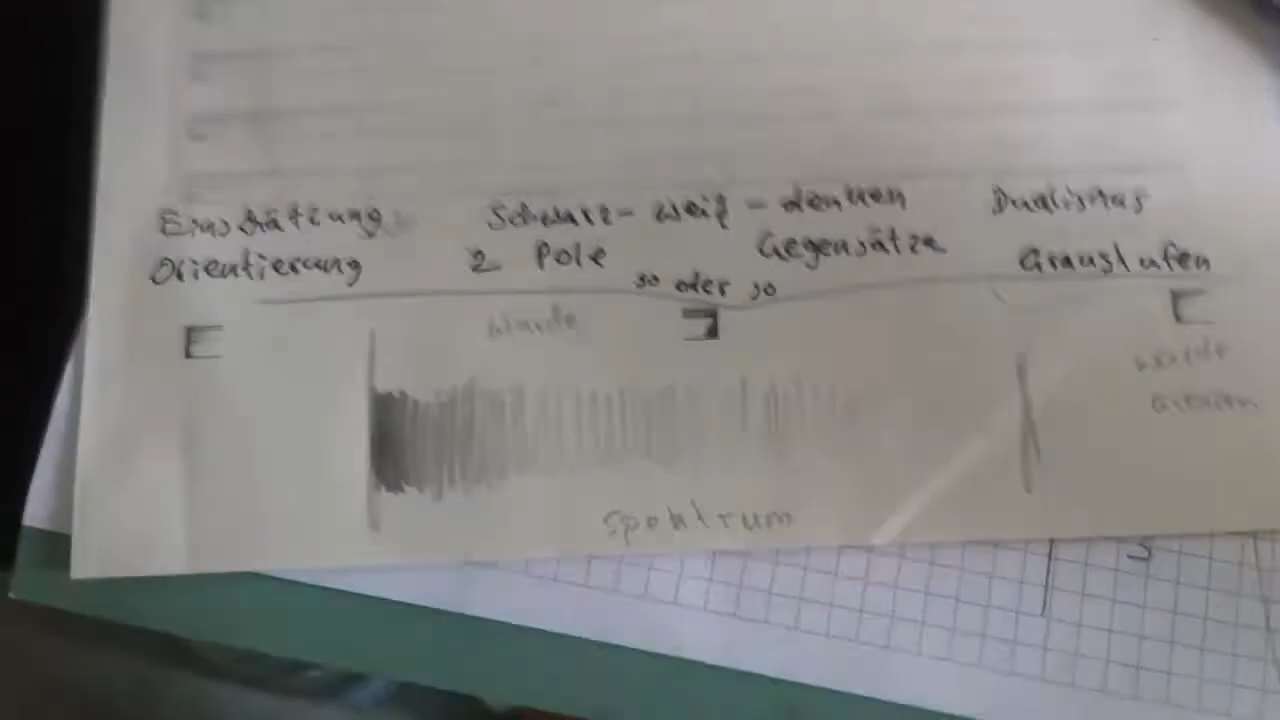 Einschätzung Schwarz-weiß-denken Dualismus
Orientierung 2 Pole Gegensätze Graustufen
so oder so
Spektrum